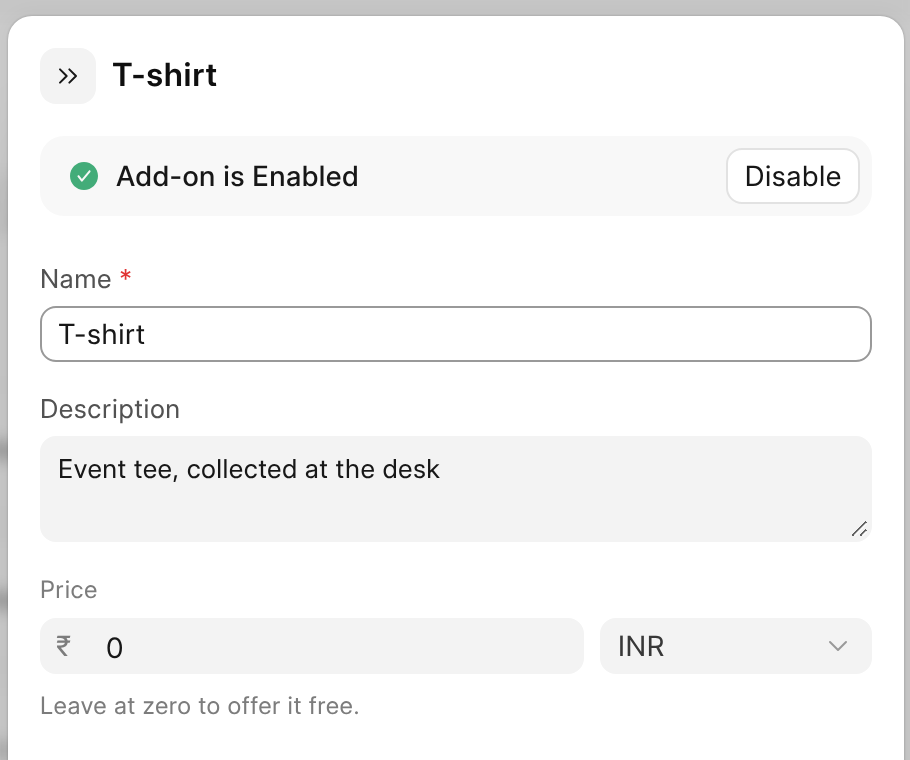 T-shirt
Add-on is Enabled
Disable
Name *
T-shirt
Description
Event tee, collected at the desk
Price
₹ 0
INR
Leave at zero to offer it free.